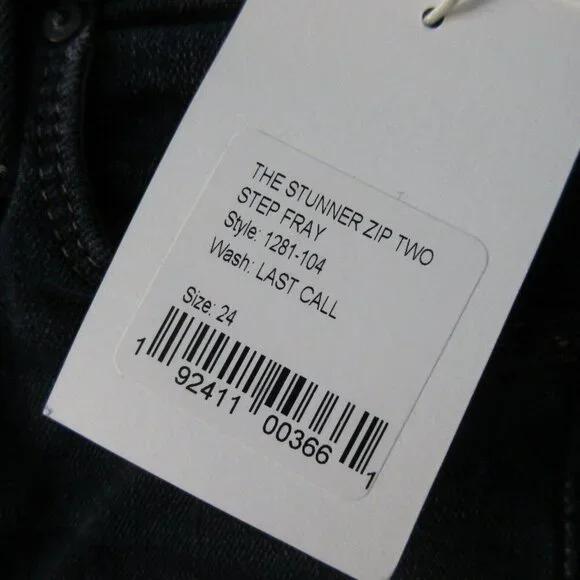 THE STUNNER ZIP TWO
STEP FRAY
Style: 1281-104
Wash: LAST CALL
Size: 24
1 92411 00366 1